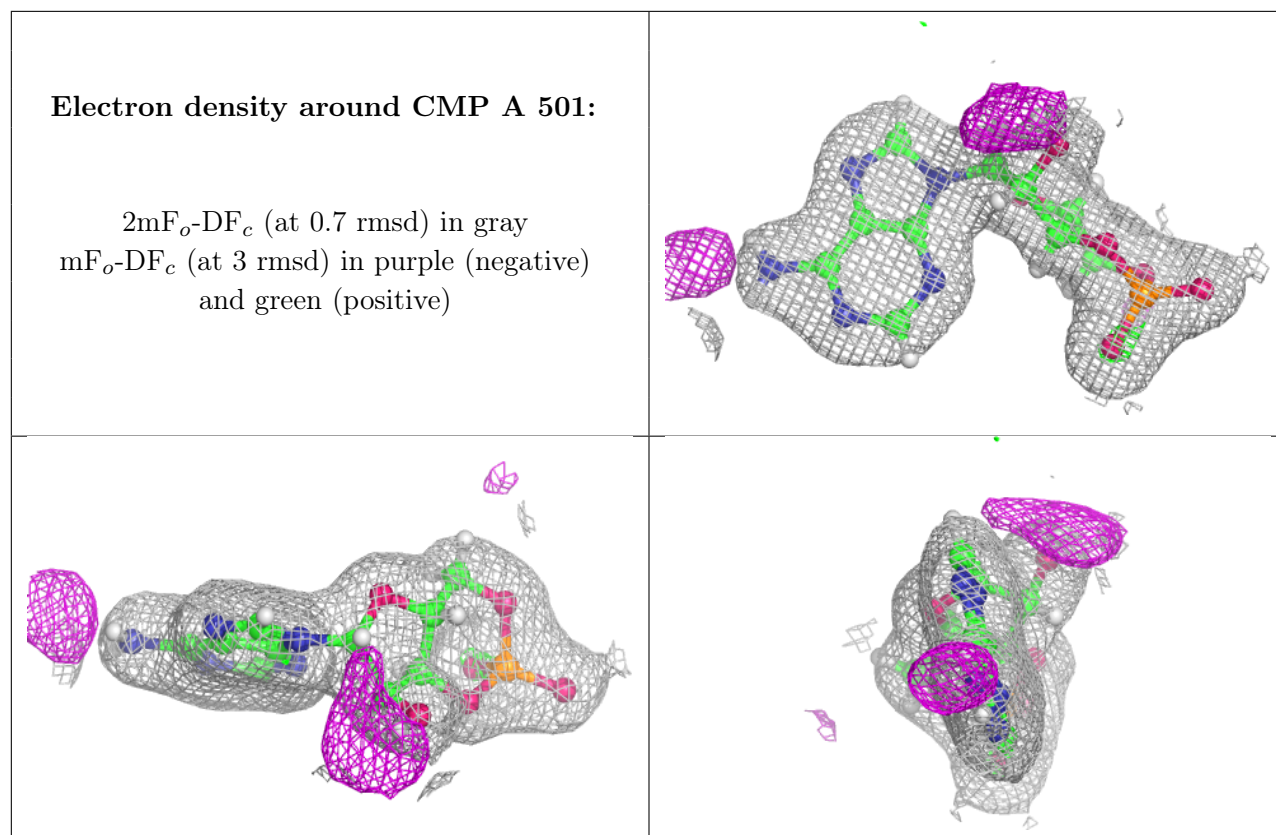 Electron density around CMP A 501:
2mFo-DFc (at 0.7 rmsd) in gray
mFo-DFc (at 3 rmsd) in purple (negative)
and green (positive)